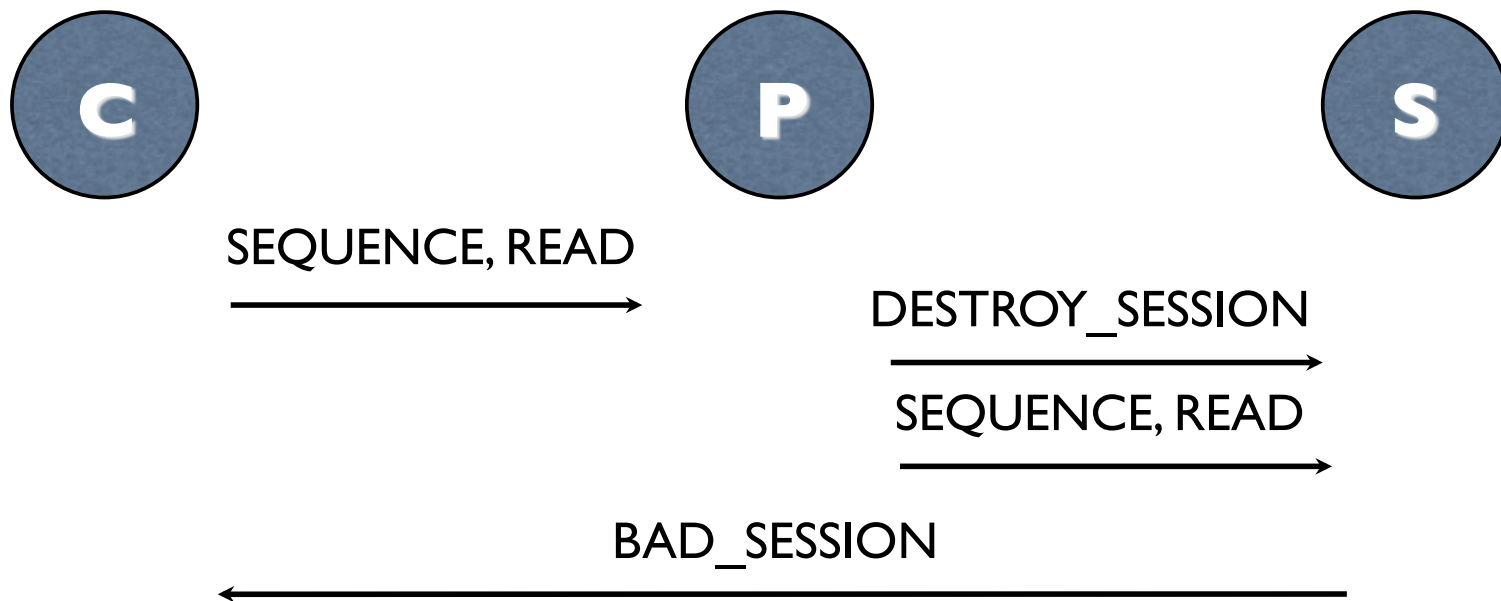 C
P
S
SEQUENCE, READ
DESTROY_SESSION
SEQUENCE, READ
BAD_SESSION